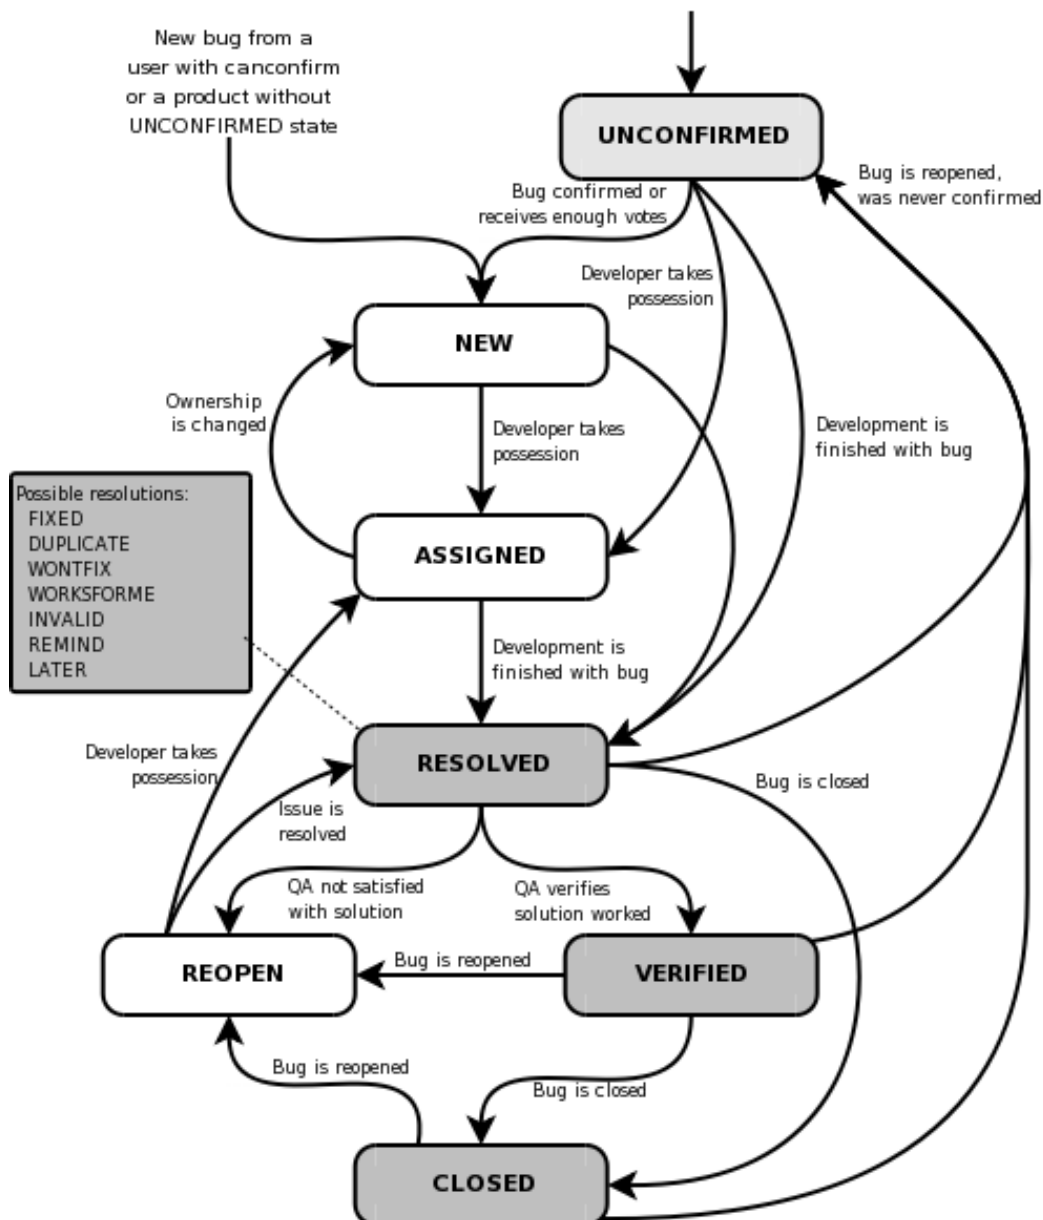 New bug from a
user with canconfirm
or a product without
UNCONFIRMED state
UNCONFIRMED
Bug is reopened,
was never confirmed
Bug confirmed or
receives enough votes
Developer takes
possession
NEW
Ownership
is changed
Developer takes
possession
Development is
finished with bug
Possible resolutions:
FIXED
DUPLICATE
WONTFIX
WORKSFORME
INVALID
REMIND
LATER
ASSIGNED
Development is
finished with bug
Developer takes
possession
RESOLVED
Bug is closed
Issue is
resolved
QA not satisfied
with solution
QA verifies
solution worked
REOPEN
Bug is reopened
VERIFIED
Bug is reopened
Bug is closed
CLOSED